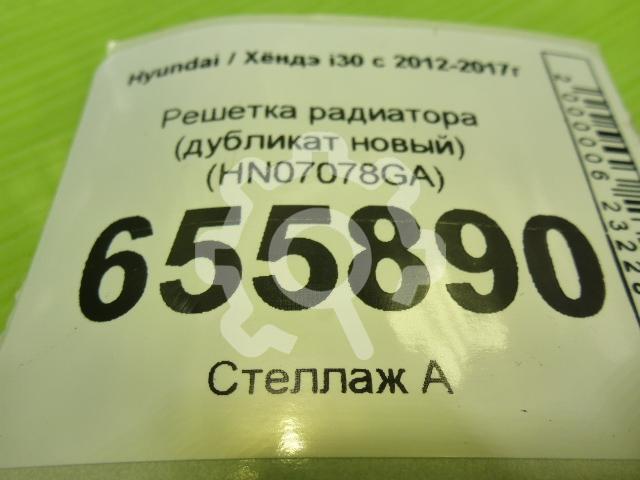 Hyundai / Хёндэ i30 с 2012-2017г
Решетка радиатора
(дубликат новый)
(HN07078GA)
655890
Стеллаж А